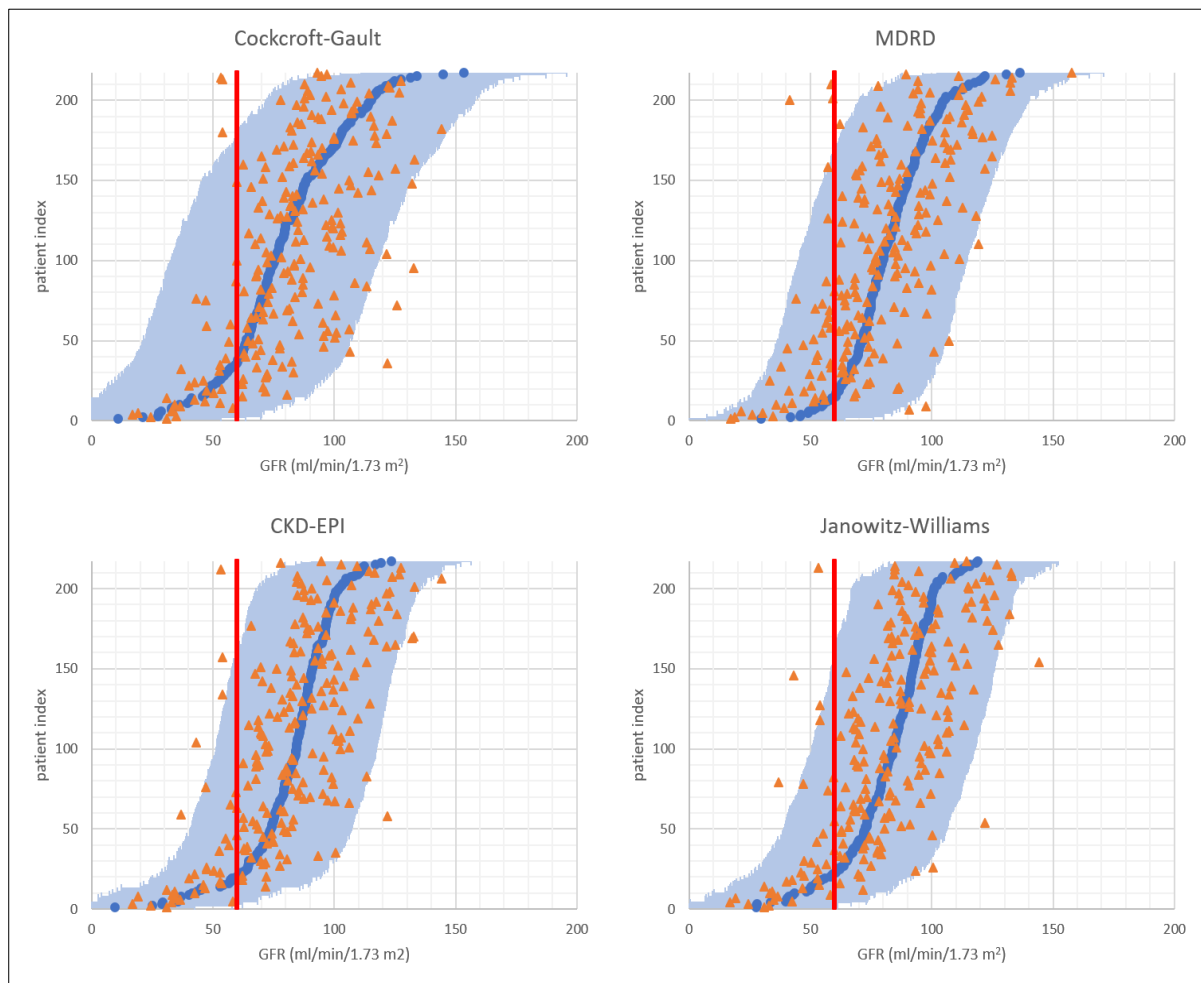 Cockcroft-Gault
patient index
200
150
100
50
0
0 50 100 150 200
GFR (ml/min/1.73 m²)
MDRD
patient index
200
150
100
50
0
0 50 100 150 200
GFR (ml/min/1.73 m²)
CKD-EPI
patient index
200
150
100
50
0
0 50 100 150 200
GFR (ml/min/1.73 m2)
Janowitz-Williams
patient index
200
150
100
50
0
0 50 100 150 200
GFR (ml/min/1.73 m²)